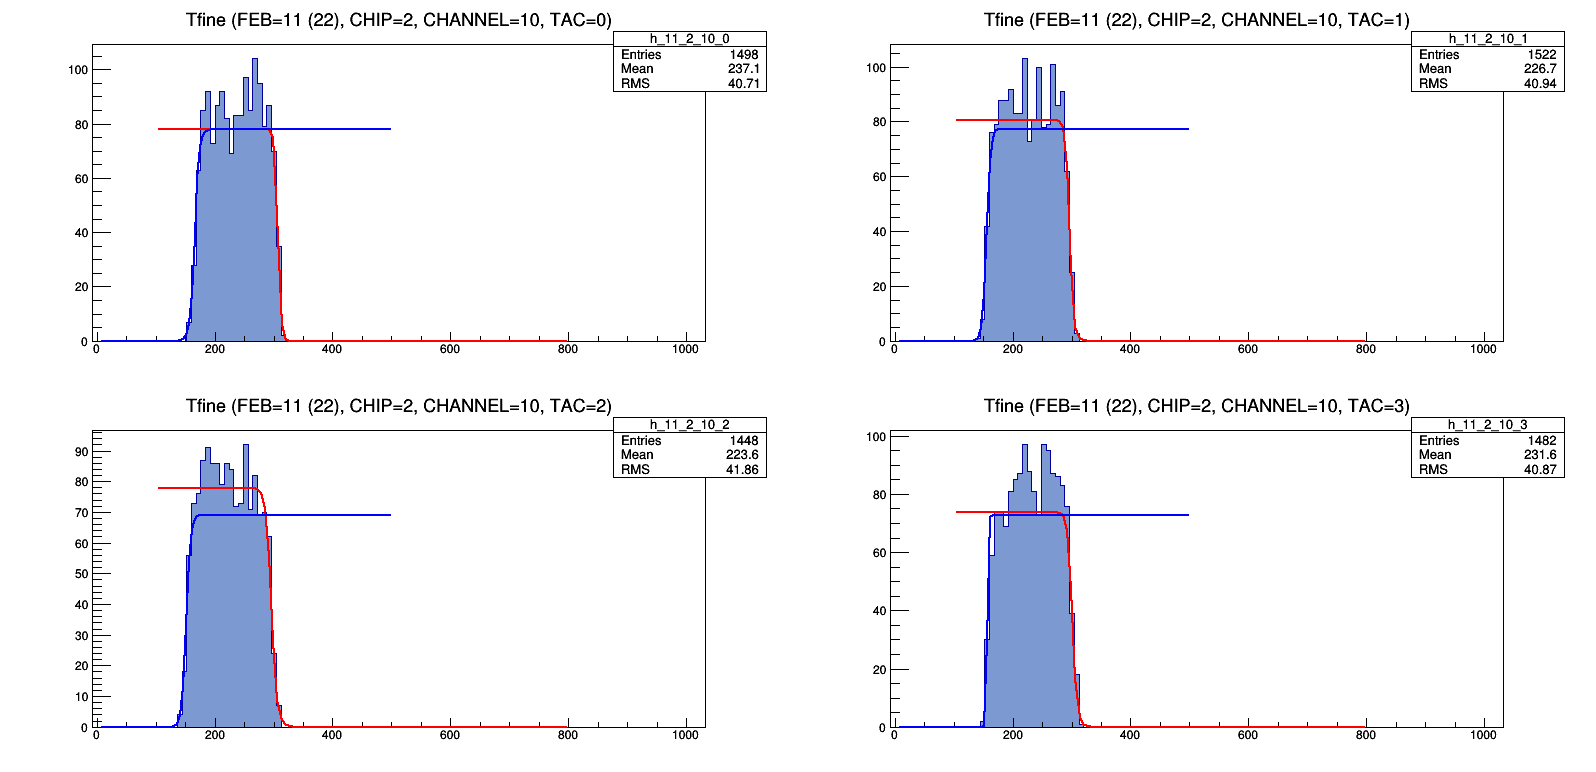 Tfine (FEB=11 (22), CHIP=2, CHANNEL=10, TAC=0)
h_11_2_10_0
Entries 1498
Mean 237.1
RMS 40.71
100
80
60
40
20
0
0 200 400 600 800 1000
Tfine (FEB=11 (22), CHIP=2, CHANNEL=10, TAC=1)
h_11_2_10_1
Entries 1522
Mean 226.7
RMS 40.94
100
80
60
40
20
0
0 200 400 600 800 1000
Tfine (FEB=11 (22), CHIP=2, CHANNEL=10, TAC=2)
h_11_2_10_2
Entries 1448
Mean 223.6
RMS 41.86
90
80
70
60
50
40
30
20
10
0
0 200 400 600 800 1000
Tfine (FEB=11 (22), CHIP=2, CHANNEL=10, TAC=3)
h_11_2_10_3
Entries 1482
Mean 231.6
RMS 40.87
100
80
60
40
20
0
0 200 400 600 800 1000